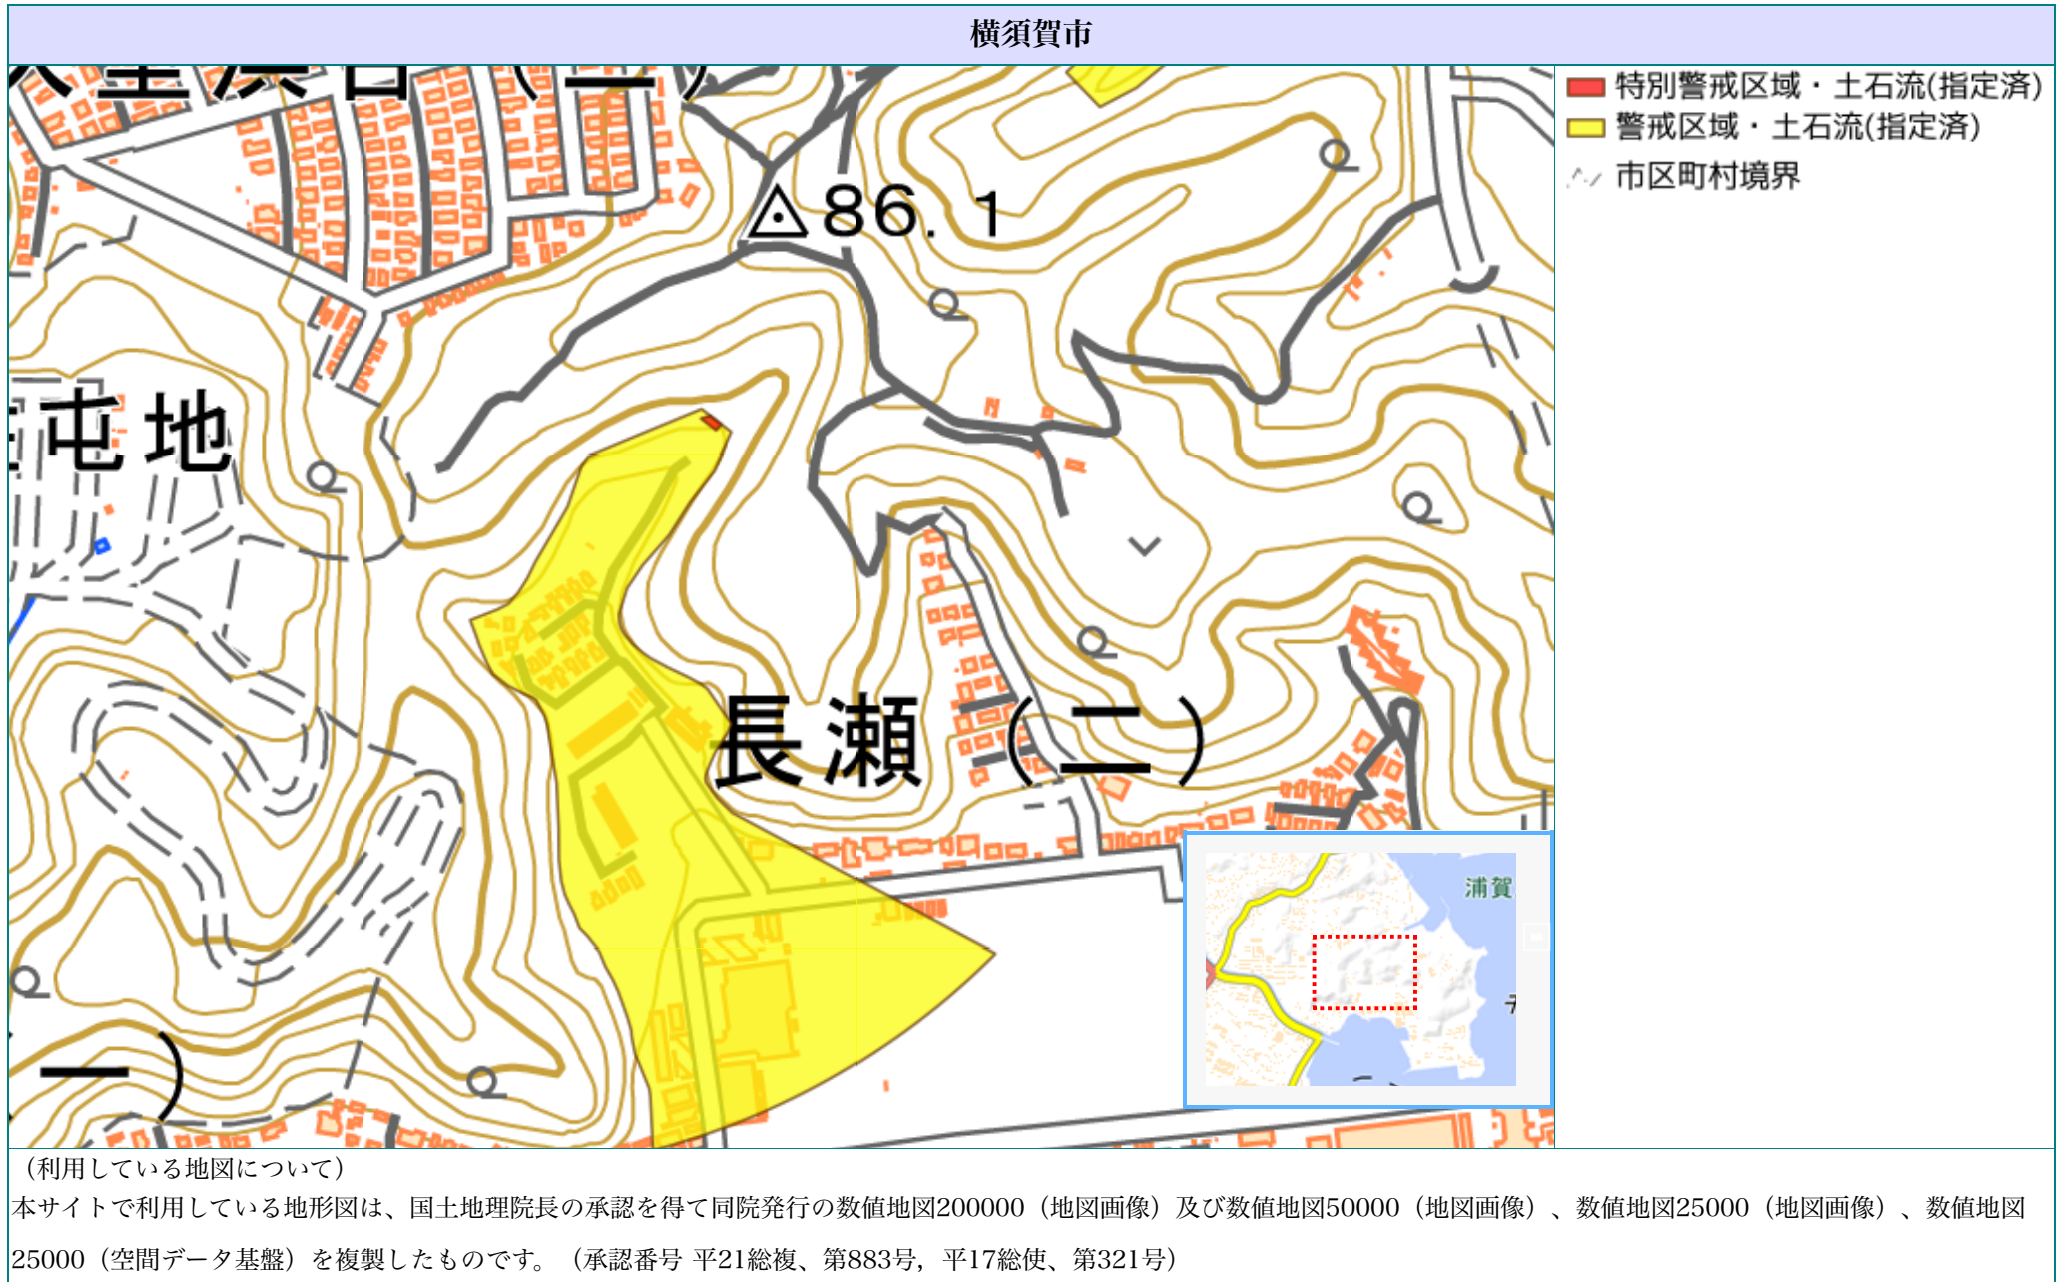 横須賀市
特別警戒区域・土石流(指定済)
警戒区域・土石流(指定済)
市区町村境界
(二)
86.1
屯地
長瀬(二)
浦賀
一)
(利用している地図について)
本サイトで利用している地形図は、国土地理院長の承認を得て同院発行の数値地図200000(地図画像)及び数値地図50000(地図画像)、数値地図25000(地図画像)、数値地図
25000(空間データ基盤)を複製したものです。(承認番号 平21総複、第883号，平17総使、第321号)